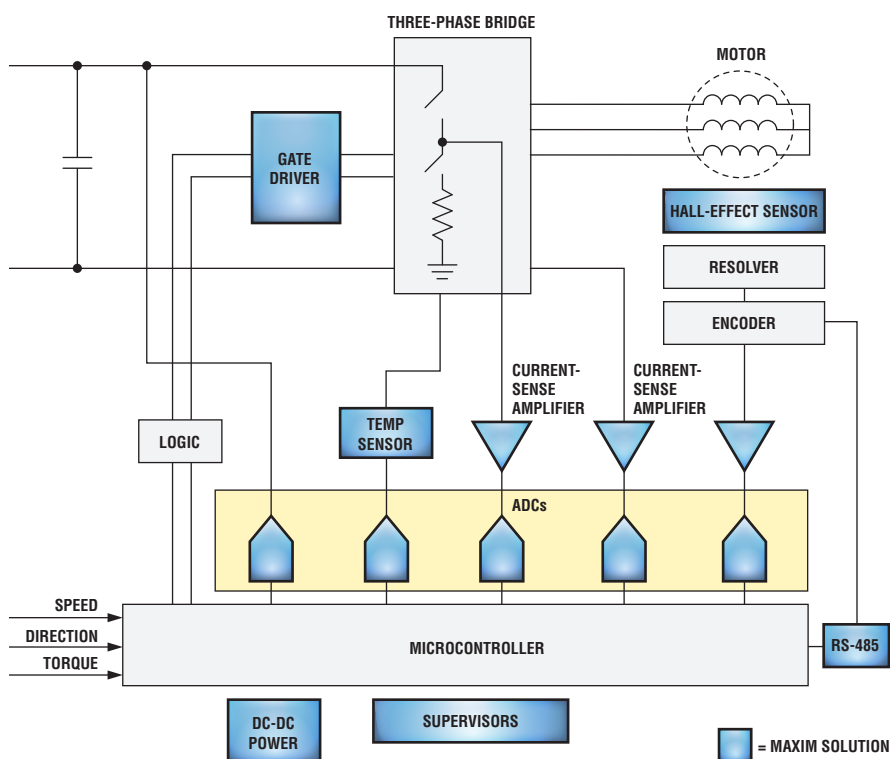 THREE-PHASE BRIDGE
MOTOR
GATE
DRIVER
HALL-EFFECT SENSOR
RESOLVER
ENCODER
CURRENT-
SENSE
AMPLIFIER
CURRENT-
SENSE
AMPLIFIER
LOGIC
TEMP
SENSOR
ADCs
SPEED
DIRECTION
TORQUE
MICROCONTROLLER
RS-485
DC-DC
POWER
SUPERVISORS
= MAXIM SOLUTION